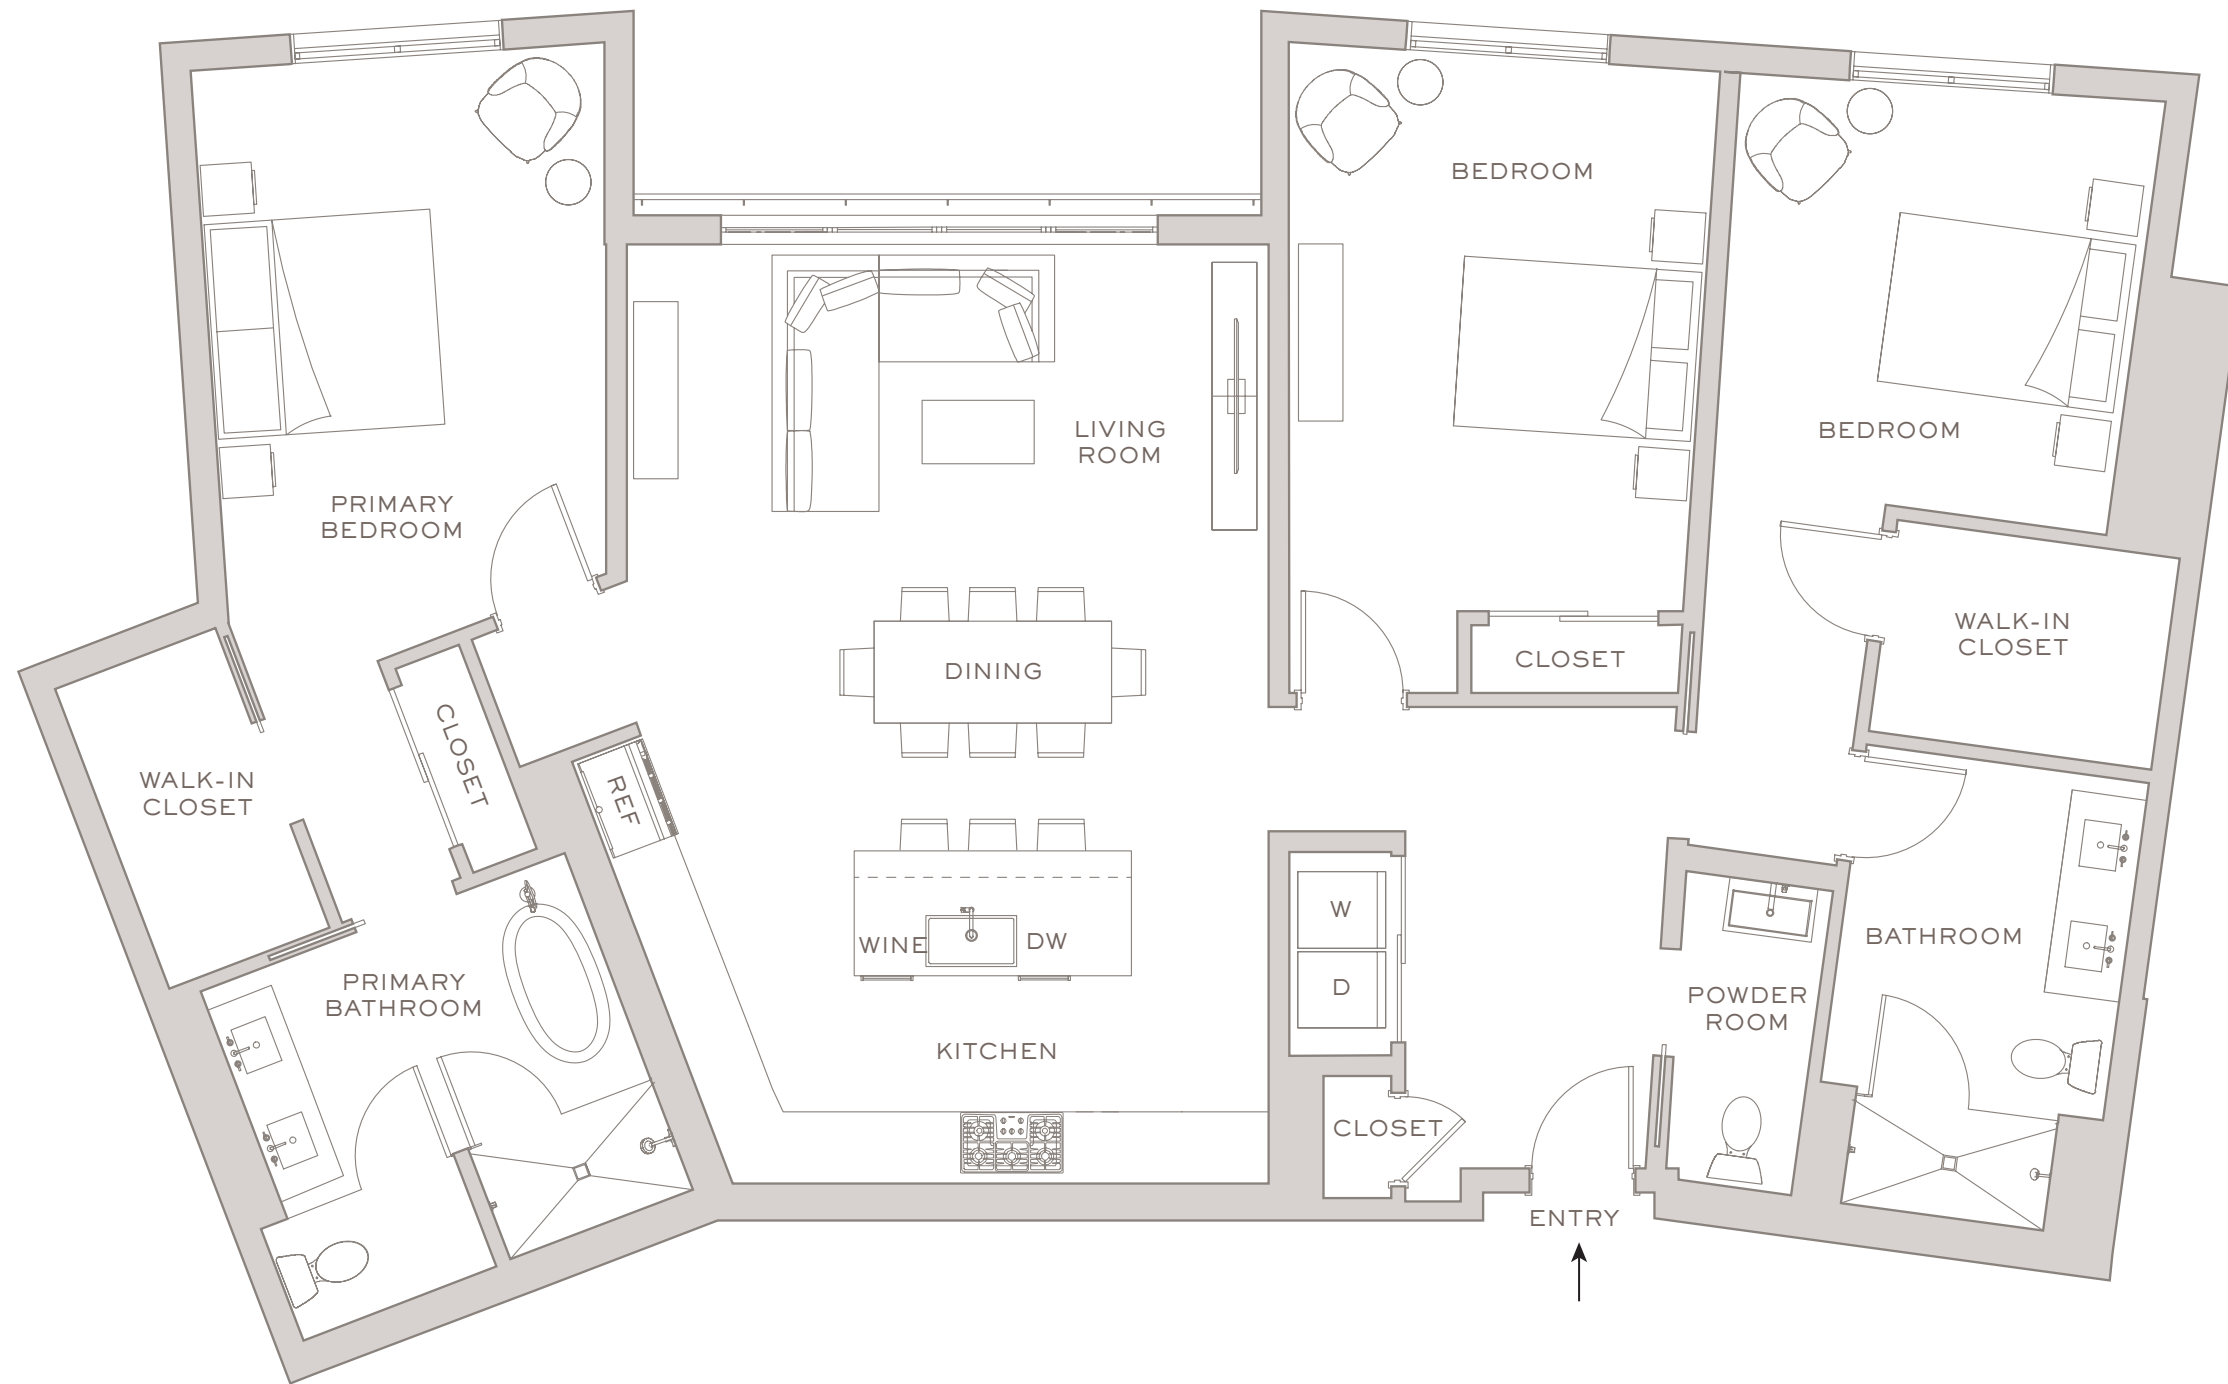 BEDROOM
LIVING
ROOM
BEDROOM
PRIMARY
BEDROOM
WALK-IN
CLOSET
CLOSET
DINING
CLOSET
WALK-IN
CLOSET
REF
W
WINE
DW
BATHROOM
PRIMARY
BATHROOM
D
POWDER
ROOM
KITCHEN
CLOSET
ENTRY